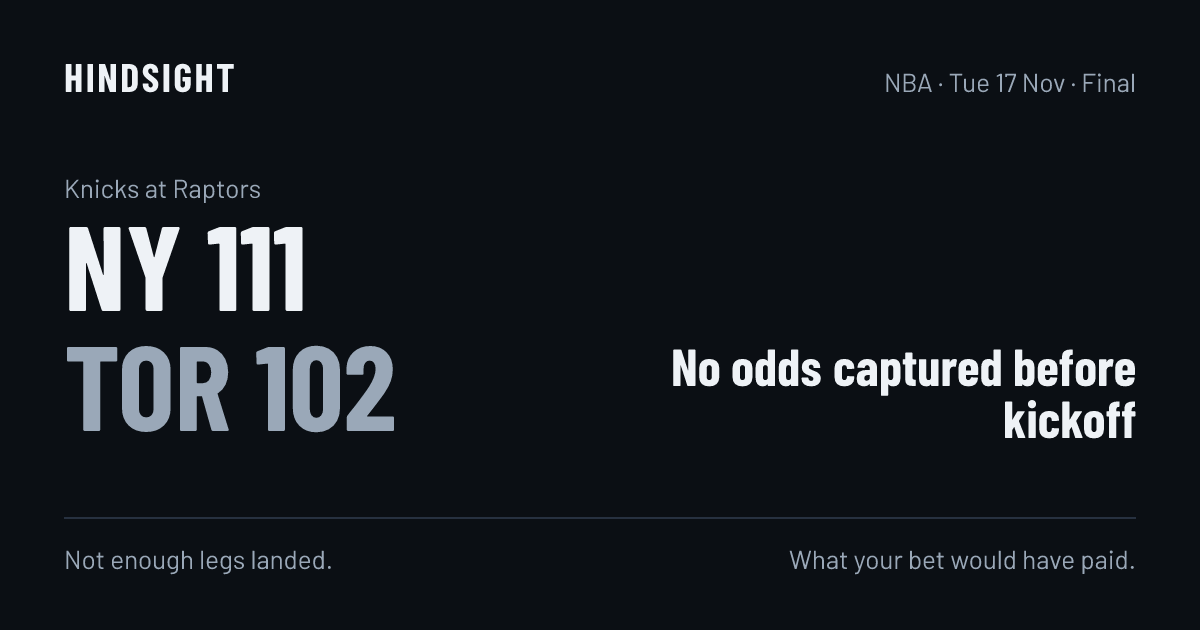 HINDSIGHT
NBA · Tue 17 Nov · Final
Knicks at Raptors
NY 111
TOR 102
No odds captured before
kickoff
Not enough legs landed.
What your bet would have paid.